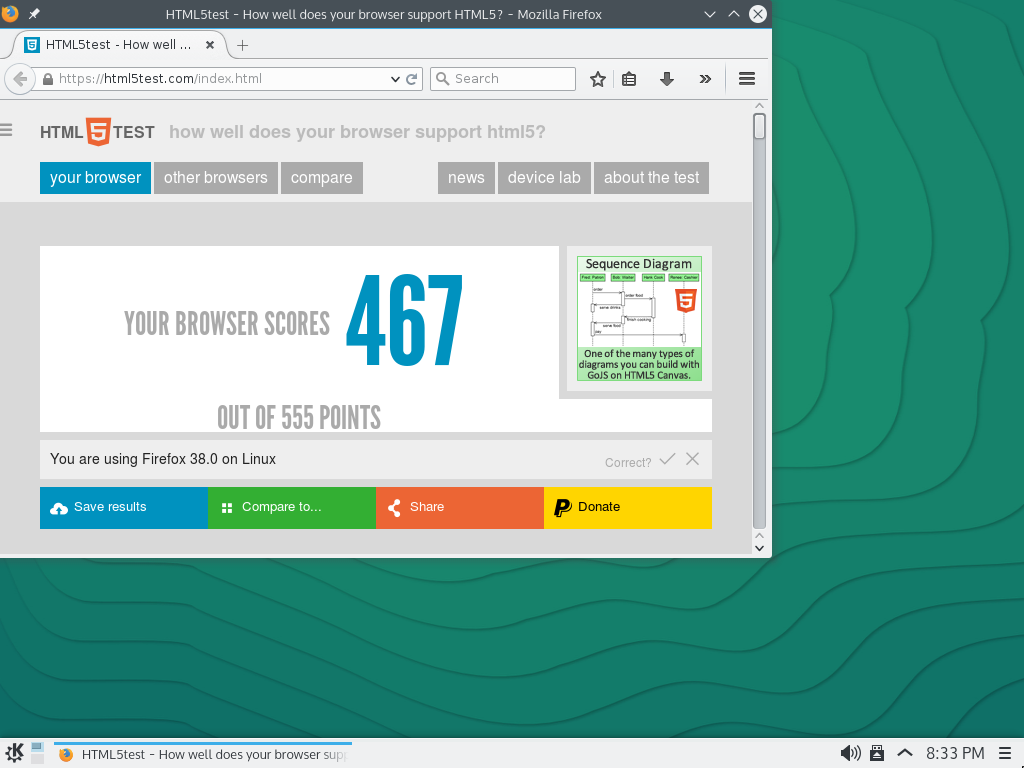 HTML5test - How well does your browser support HTML5? - Mozilla Firefox
HTML5test - How well ...
https://html5test.com/index.html
Search
HTML 5 TEST how well does your browser support html5?
your browser other browsers compare news device lab about the test
YOUR BROWSER SCORES 467
OUT OF 555 POINTS
Sequence Diagram
Fred: Patron Bob: Waiter Hank: Cook Renee: Cashier
order
order food
serve drinks
finish cooking
serve food
pay
5
One of the many types of
diagrams you can build with
GoJS on HTML5 Canvas.
You are using Firefox 38.0 on Linux Correct?
Save results Compare to... Share Donate
HTML5test - How well does your browser supp
8:33 PM